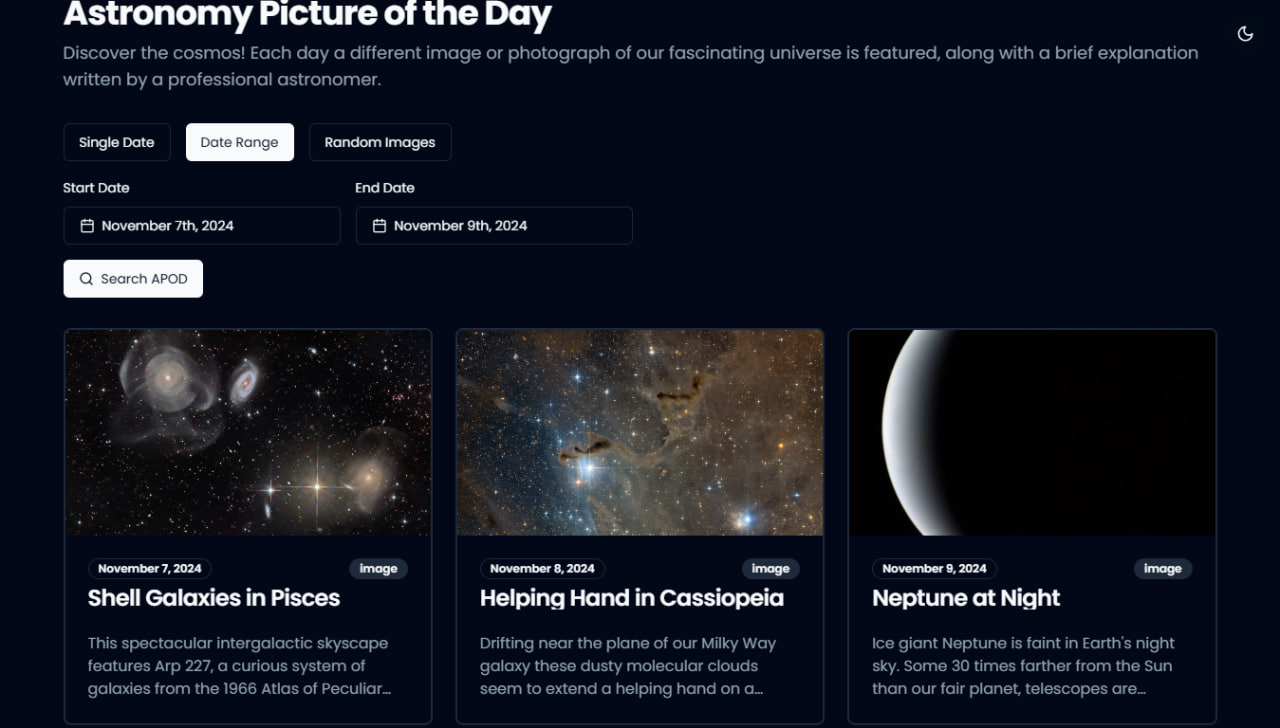 Astronomy Picture of the Day
Discover the cosmos! Each day a different image or photograph of our fascinating universe is featured, along with a brief explanation
written by a professional astronomer.
Single Date
Date Range
Random Images
Start Date
End Date
November 7th, 2024
November 9th, 2024
Search APOD
November 7, 2024
image
Shell Galaxies in Pisces
This spectacular intergalactic skyscape
features Arp 227, a curious system of
galaxies from the 1966 Atlas of Peculiar...
November 8, 2024
image
Helping Hand in Cassiopeia
Drifting near the plane of our Milky Way
galaxy these dusty molecular clouds
seem to extend a helping hand on a...
November 9, 2024
image
Neptune at Night
Ice giant Neptune is faint in Earth's night
sky. Some 30 times farther from the Sun
than our fair planet, telescopes are...